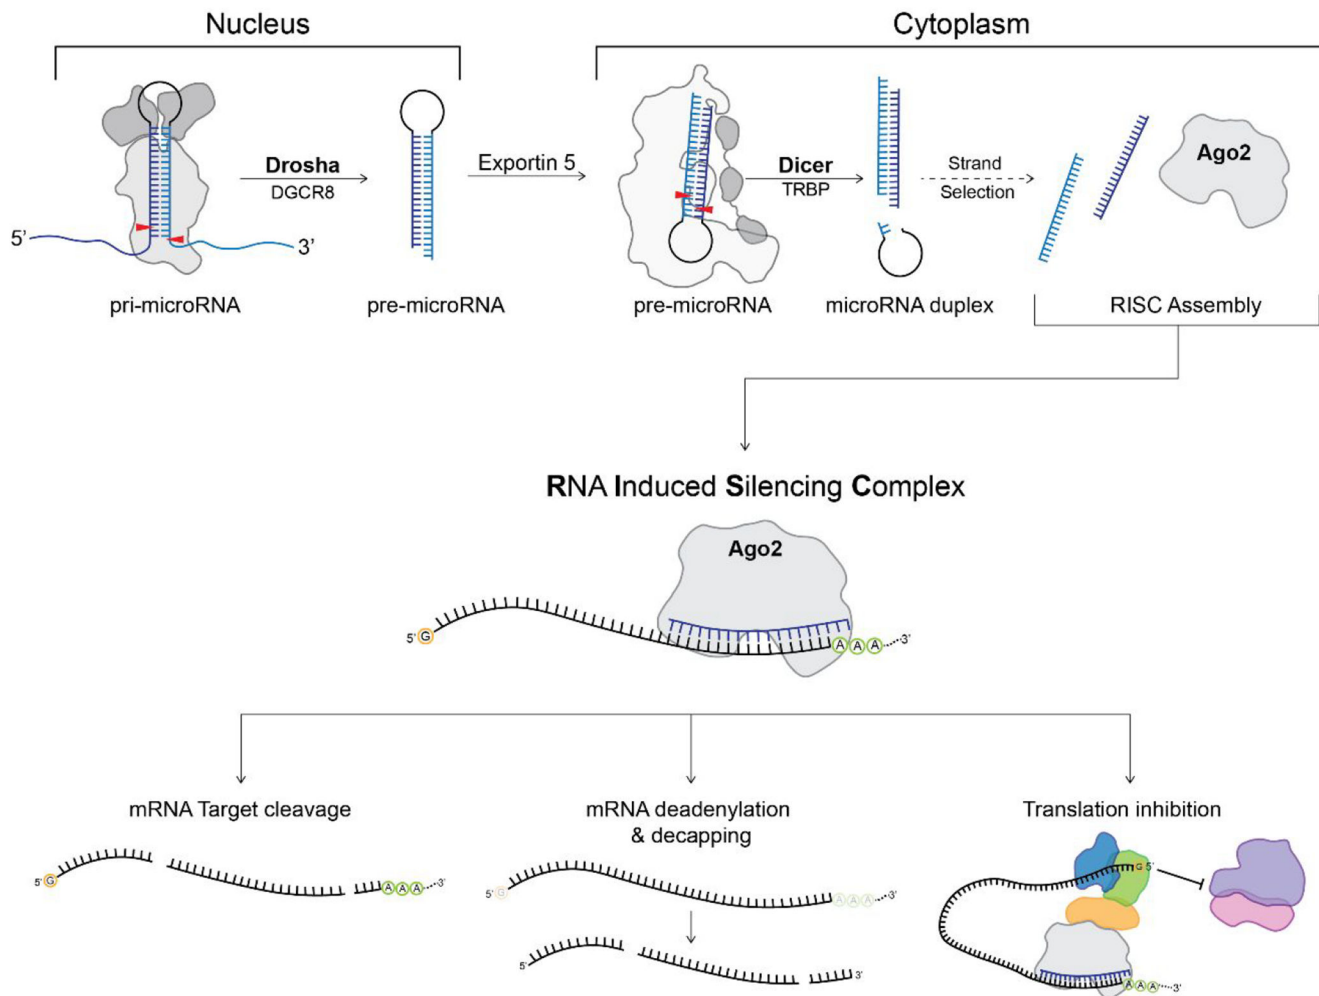 Nucleus
Cytoplasm
Drosha
DGCR8
Exportin 5
Dicer
TRBP
Strand
Selection
Ago2
5’
3’
pri-microRNA
pre-microRNA
pre-microRNA
microRNA duplex
RISC Assembly
RNA Induced Silencing Complex
Ago2
5' G
A A A 3'
mRNA Target cleavage
mRNA deadenylation
& decapping
Translation inhibition
5' G
A A A 3'
5' G
A A A 3'
G 5'
5'
3'
A A A 3'